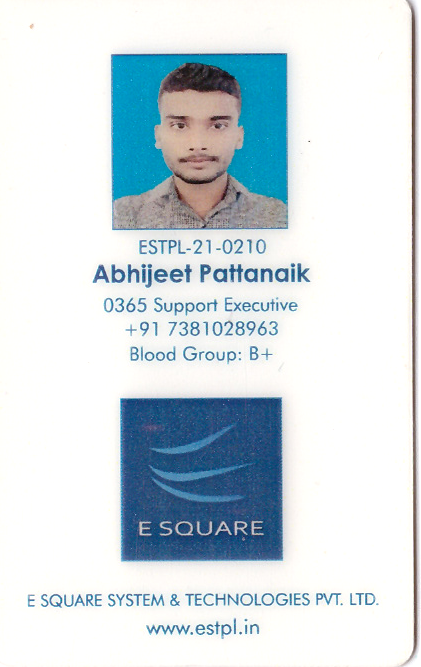 ESTPL-21-0210
Abhijeet Pattanaik
0365 Support Executive
+91 7381028963
Blood Group: B+
E SQUARE
E SQUARE SYSTEM & TECHNOLOGIES PVT. LTD.
www.estpl.in